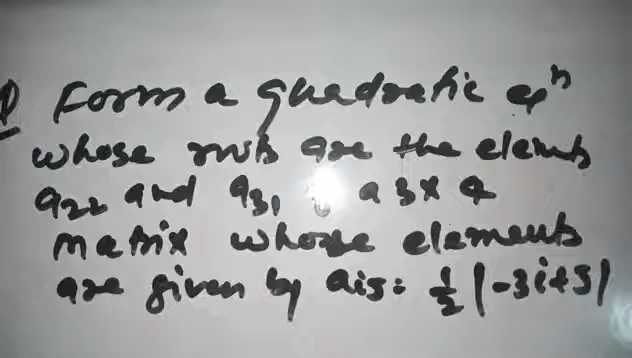 Q Form a quadratic eqⁿ
whose roots are the elements
a₂₂ and a₃₁ a 3x4
matrix whose elements
are given by aij: ½ |-3i+j|